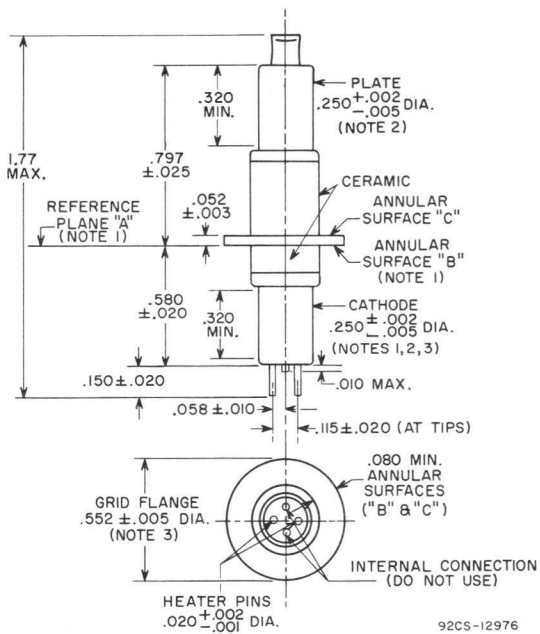 PLATE
.250 +.002 -.005 DIA.
(NOTE 2)
.320
MIN.
1.77
MAX.
.797
±.025
CERAMIC
.052
±.003
ANNULAR
SURFACE "C"
REFERENCE
PLANE "A"
(NOTE 1)
ANNULAR
SURFACE "B"
(NOTE 1)
.580
±.020
.320
MIN.
CATHODE
.250 ±.002 -.005 DIA.
(NOTES 1,2,3)
.150±.020
.010 MAX.
.058±.010
.115±.020 (AT TIPS)
.080 MIN.
ANNULAR
SURFACES
("B" & "C")
GRID FLANGE
.552±.005 DIA.
(NOTE 3)
INTERNAL CONNECTION
(DO NOT USE)
HEATER PINS
.020 +.002 -.001 DIA.
92CS-12976